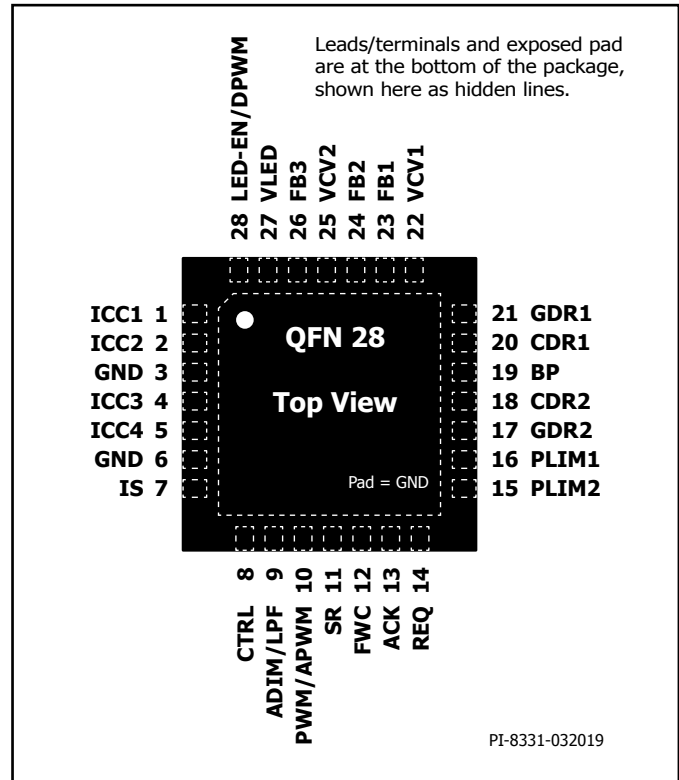 Leads/terminals and exposed pad
are at the bottom of the package,
shown here as hidden lines.
28 LED-EN/DPWM
27 VLED
26 FB3
25 VCV2
24 FB2
23 FB1
22 VCV1
ICC1 1
ICC2 2
GND 3
ICC3 4
ICC4 5
GND 6
IS 7
QFN 28
Top View
Pad = GND
21 GDR1
20 CDR1
19 BP
18 CDR2
17 GDR2
16 PLIM1
15 PLIM2
CTRL 8
ADIM/LPF 9
PWM/APWM 10
SR 11
FWC 12
ACK 13
REQ 14
PI-8331-032019